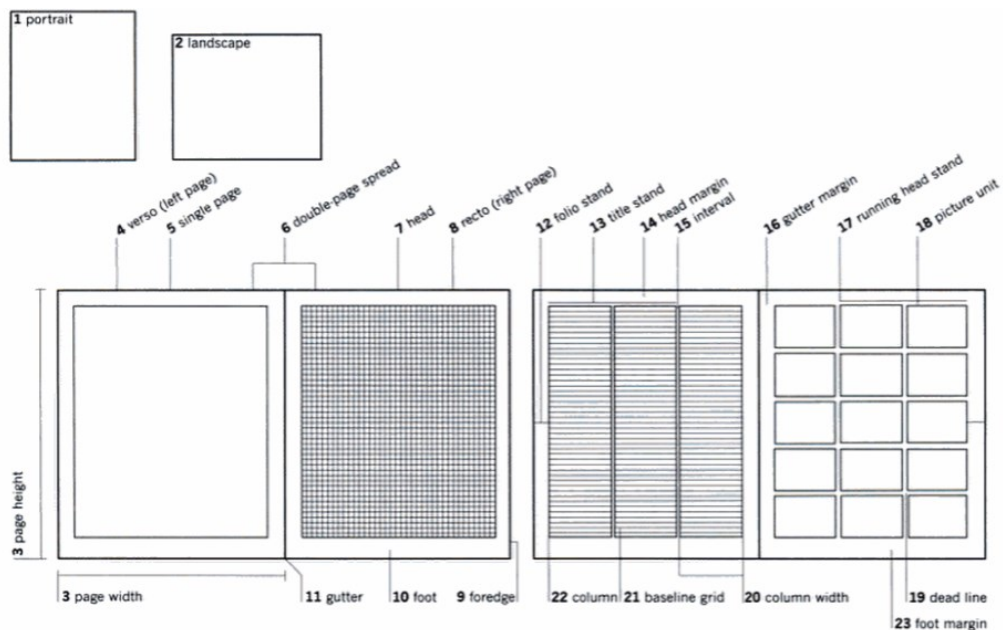 1 portrait
2 landscape
4 verso (left page)
5 single page
6 double-page spread
7 head
8 recto (right page)
12 folio stand
13 title stand
14 head margin
15 interval
16 gutter margin
17 running head stand
18 picture unit
3 page height
3 page width
11 gutter
10 foot
9 foredge
22 column
21 baseline grid
20 column width
19 dead line
23 foot margin